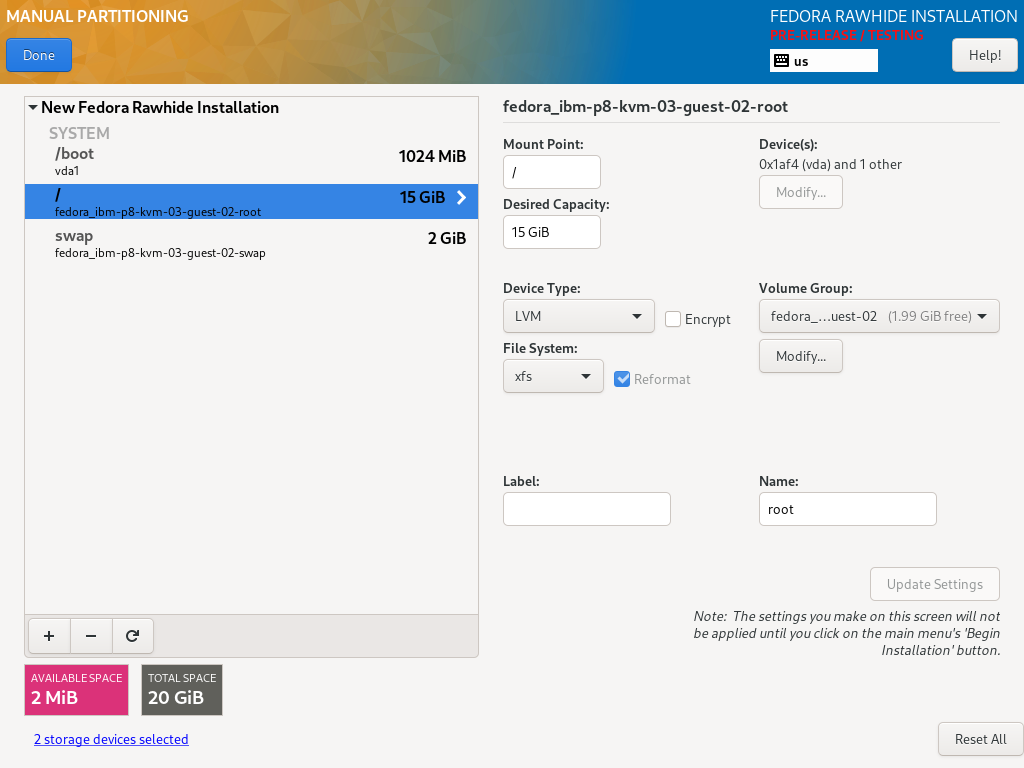 MANUAL PARTITIONING
Done
FEDORA RAWHIDE INSTALLATION
PRE-RELEASE / TESTING
us
Help!
New Fedora Rawhide Installation
SYSTEM
/boot
1024 MiB
vda1
/
15 GiB
fedora_ibm-p8-kvm-03-guest-02-root
swap
2 GiB
fedora_ibm-p8-kvm-03-guest-02-swap
+
−
AVAILABLE SPACE
2 MiB
TOTAL SPACE
20 GiB
2 storage devices selected
fedora_ibm-p8-kvm-03-guest-02-root
Mount Point:
/
Desired Capacity:
15 GiB
Device(s):
0x1af4 (vda) and 1 other
Modify...
Device Type:
LVM
Encrypt
Volume Group:
fedora_...uest-02 (1.99 GiB free)
Modify...
File System:
xfs
Reformat
Label:
Name:
root
Update Settings
Note: The settings you make on this screen will not
be applied until you click on the main menu's 'Begin
Installation' button.
Reset All